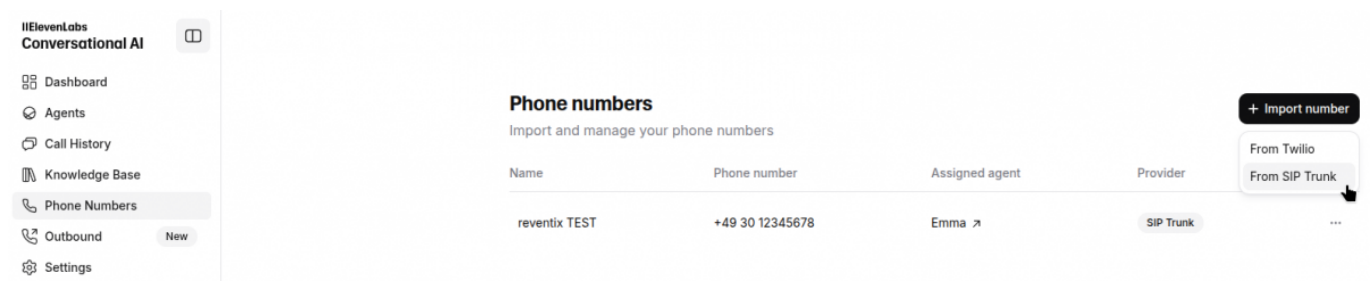 IIElevenLabs
Conversational AI
Dashboard
Agents
Call History
Knowledge Base
Phone Numbers
Outbound New
Settings
Phone numbers
Import and manage your phone numbers
+ Import number
From Twilio
From SIP Trunk
Name Phone number Assigned agent Provider
reventix TEST +49 30 12345678 Emma ↗ SIP Trunk ...